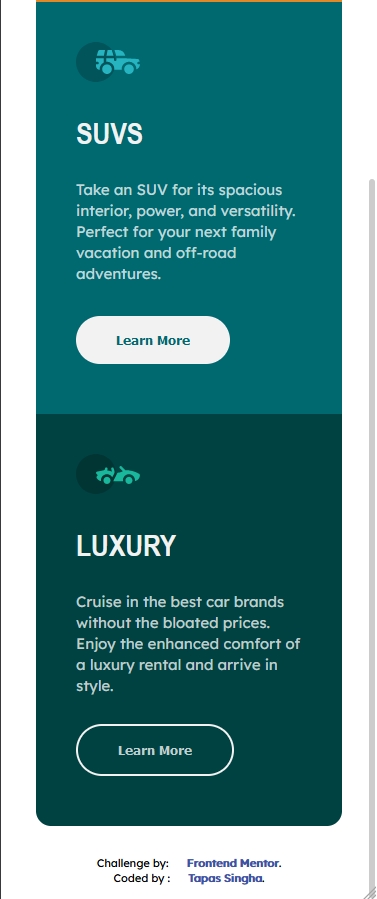 SUVS
Take an SUV for its spacious
interior, power, and versatility.
Perfect for your next family
vacation and off-road
adventures.
Learn More
LUXURY
Cruise in the best car brands
without the bloated prices.
Enjoy the enhanced comfort of
a luxury rental and arrive in
style.
Learn More
Challenge by: Frontend Mentor.
Coded by : Tapas Singha.